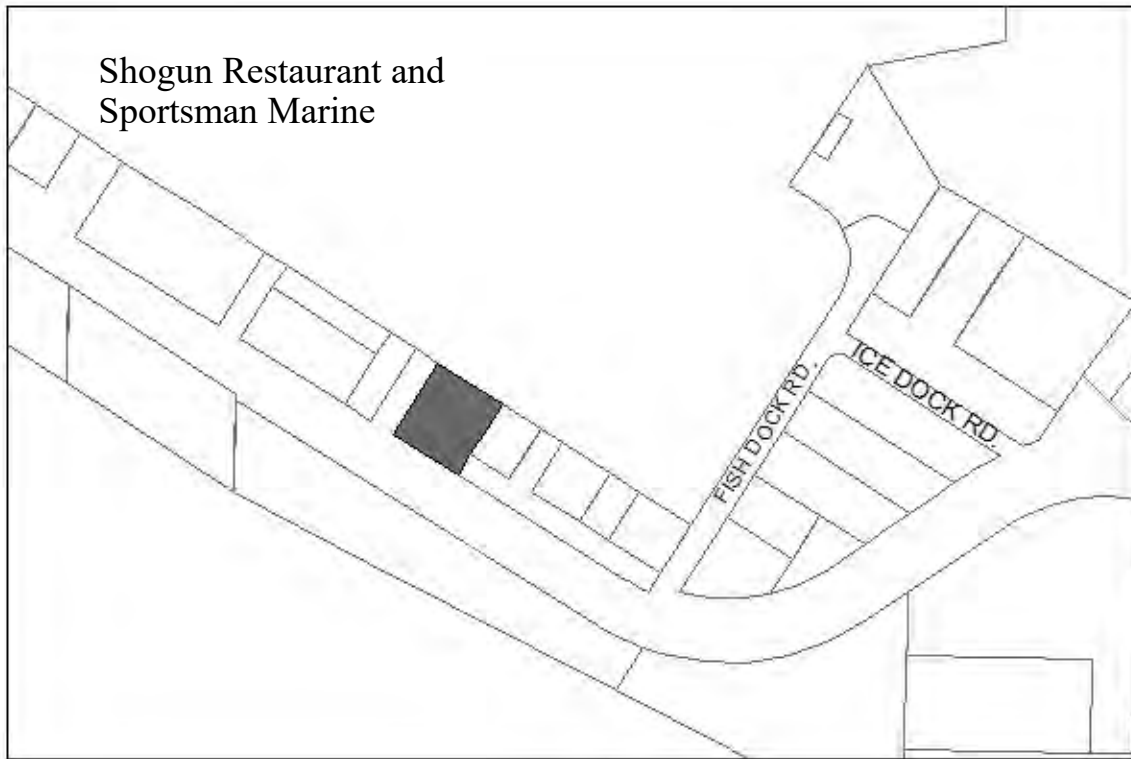 Shogun Restaurant and
Sportsman Marine
ICE DOCK RD.
FISH DOCK RD.